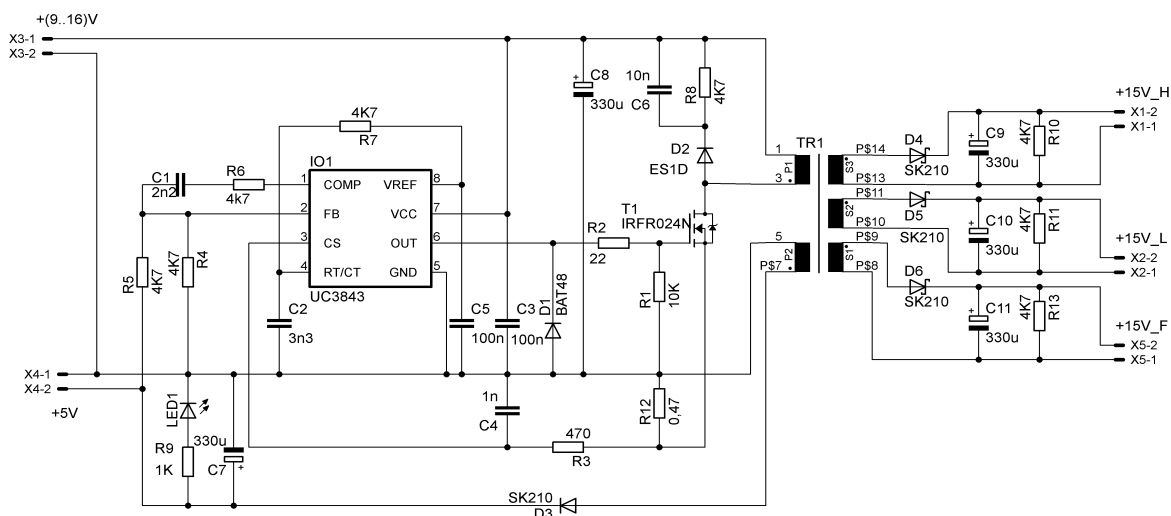 +(9..16)V
X3-1
X3-2
C8
330u
10n
C6
R8
4K7
D2
ES1D
4K7
R7
IO1
COMP
FB
CS
RT/CT
VREF
VCC
OUT
GND
1
2
3
4
8
7
6
5
UC3843
C1
2n2
R6
4k7
R5
4K7
4K7
R4
C2
3n3
C5
100n
C3
100n
D1
BAT48
R2
22
T1
IRFR024N
R1
10K
TR1
1
3
5
P$7
P1
P2
P$14
P$13
P$11
P$10
P$9
P$8
S3
S2
S1
D4
SK210
D5
SK210
D6
SK210
C9
330u
4K7
R10
C10
330u
4K7
R11
C11
330u
4K7
R13
+15V_H
X1-2
X1-1
+15V_L
X2-2
X2-1
+15V_F
X5-2
X5-1
X4-1
X4-2
+5V
LED1
R9
1K
330u
C7
1n
C4
R12
0,47
470
R3
SK210
D3